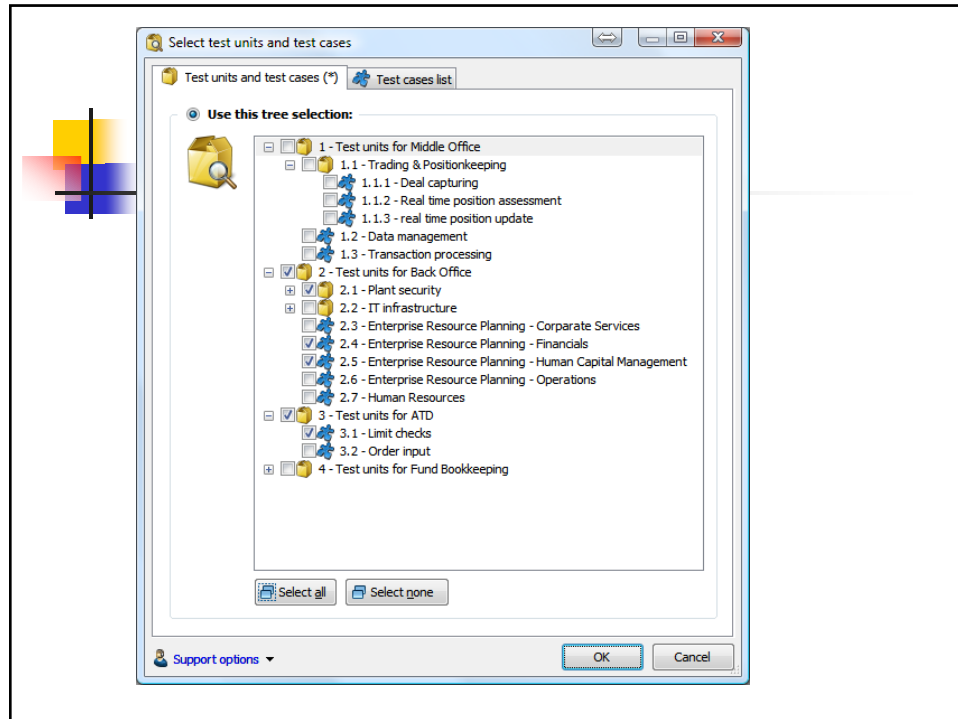 Select test units and test cases
Test units and test cases (*)
Test cases list
Use this tree selection:
1 - Test units for Middle Office
1.1 - Trading & Positionkeeping
1.1.1 - Deal capturing
1.1.2 - Real time position assessment
1.1.3 - real time position update
1.2 - Data management
1.3 - Transaction processing
2 - Test units for Back Office
2.1 - Plant security
2.2 - IT infrastructure
2.3 - Enterprise Resource Planning - Corparate Services
2.4 - Enterprise Resource Planning - Financials
2.5 - Enterprise Resource Planning - Human Capital Management
2.6 - Enterprise Resource Planning - Operations
2.7 - Human Resources
3 - Test units for ATD
3.1 - Limit checks
3.2 - Order input
4 - Test units for Fund Bookkeeping
Select all
Select none
Support options
OK
Cancel